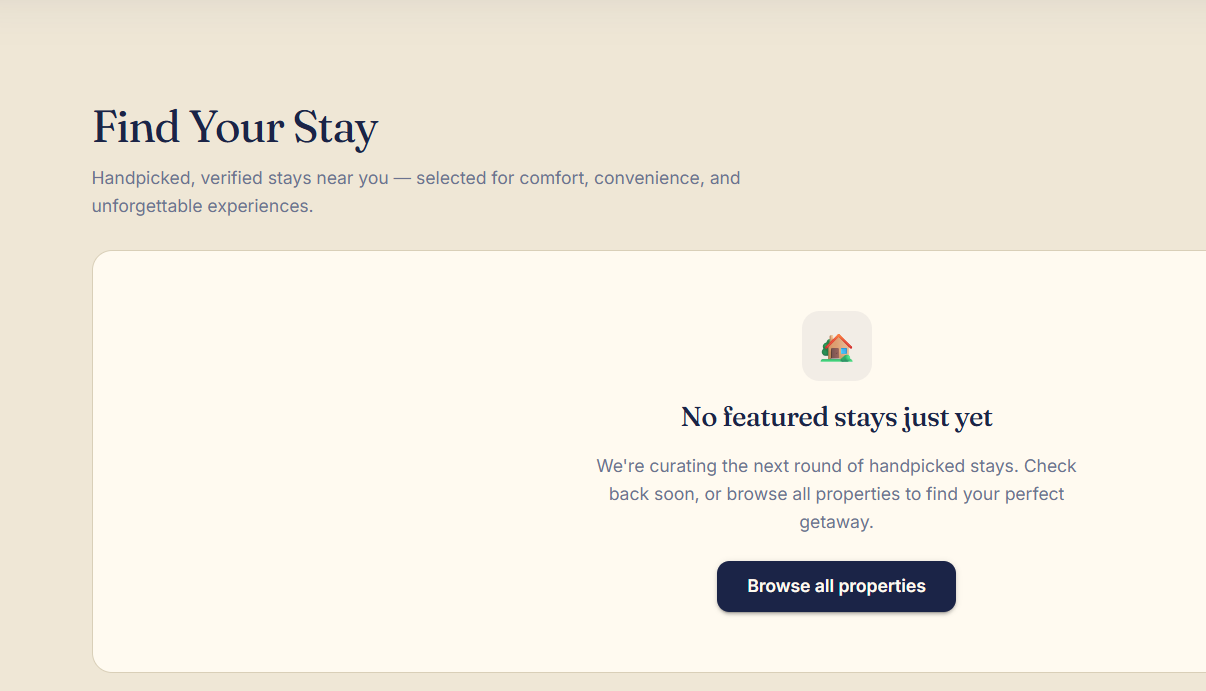 Find Your Stay
Handpicked, verified stays near you — selected for comfort, convenience, and
unforgettable experiences.
No featured stays just yet
We're curating the next round of handpicked stays. Check
back soon, or browse all properties to find your perfect
getaway.
Browse all properties